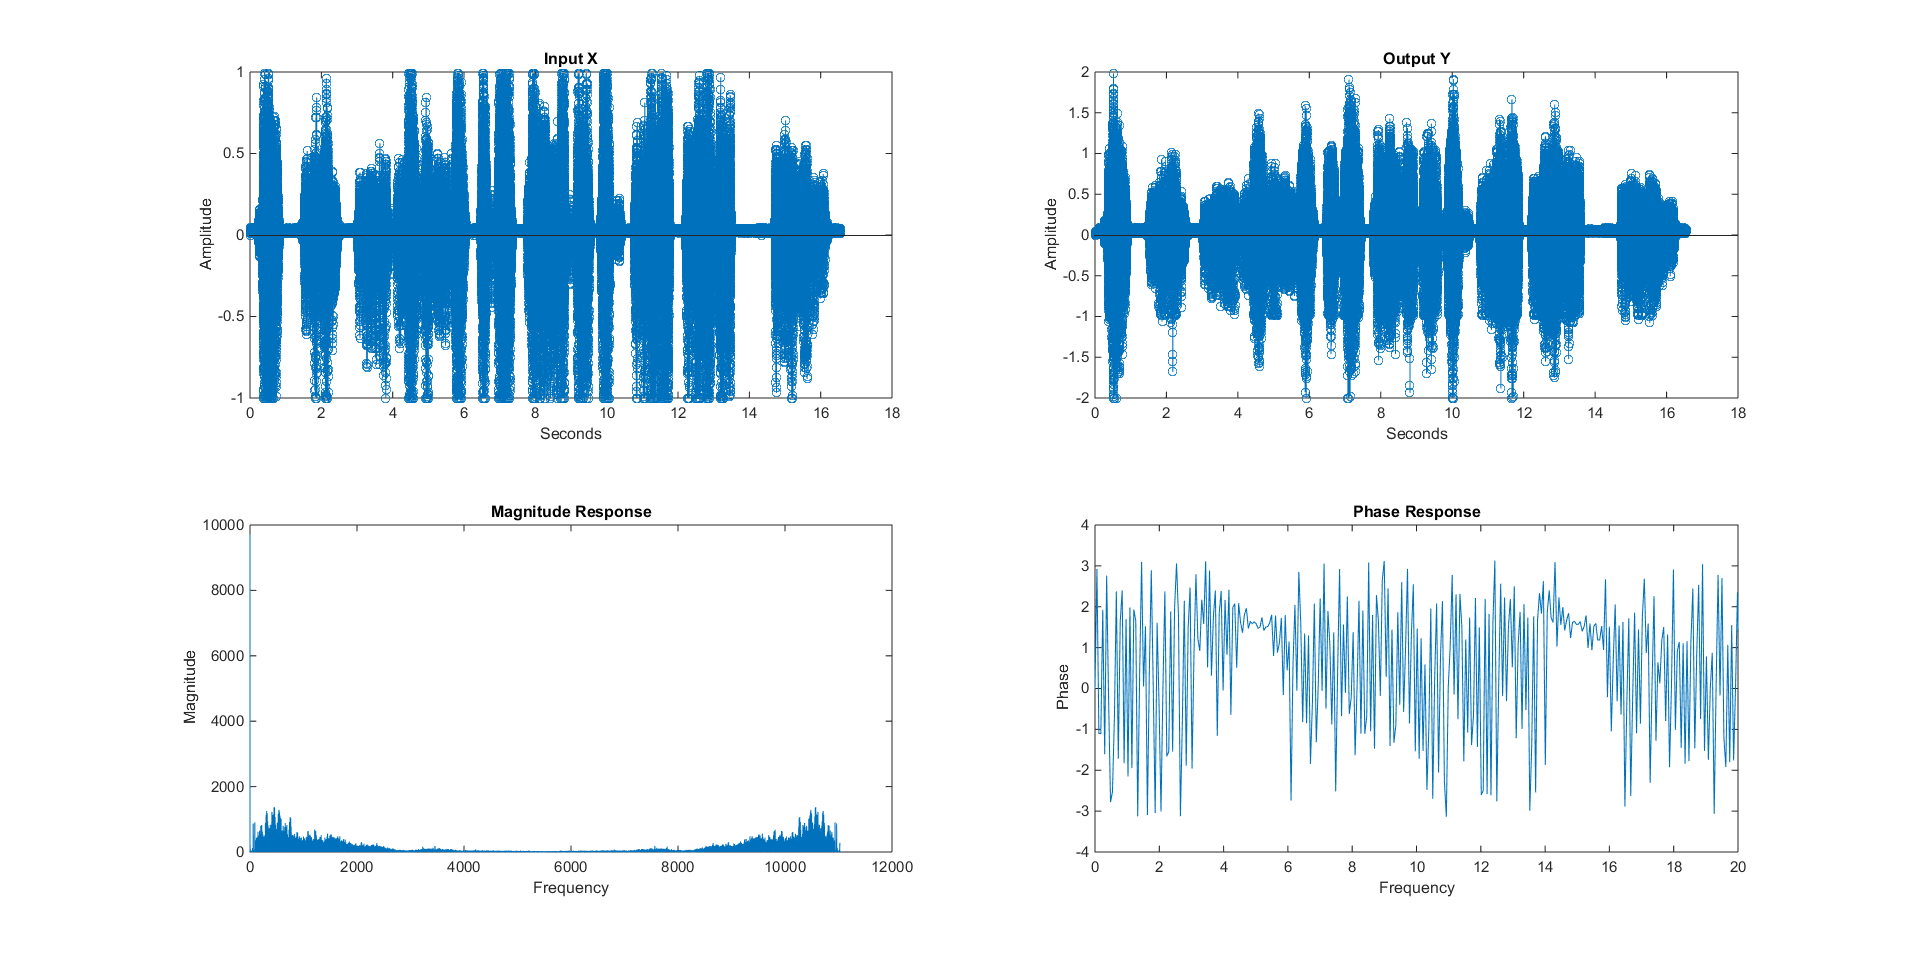 Input X
1
0.5
0
-0.5
-1
Amplitude
0 2 4 6 8 10 12 14 16 18
Seconds
Output Y
2
1.5
1
0.5
0
-0.5
-1
-1.5
-2
Amplitude
0 2 4 6 8 10 12 14 16 18
Seconds
Magnitude Response
10000
8000
6000
4000
2000
0
Magnitude
0 2000 4000 6000 8000 10000 12000
Frequency
Phase Response
4
3
2
1
0
-1
-2
-3
-4
Phase
0 2 4 6 8 10 12 14 16 18 20
Frequency